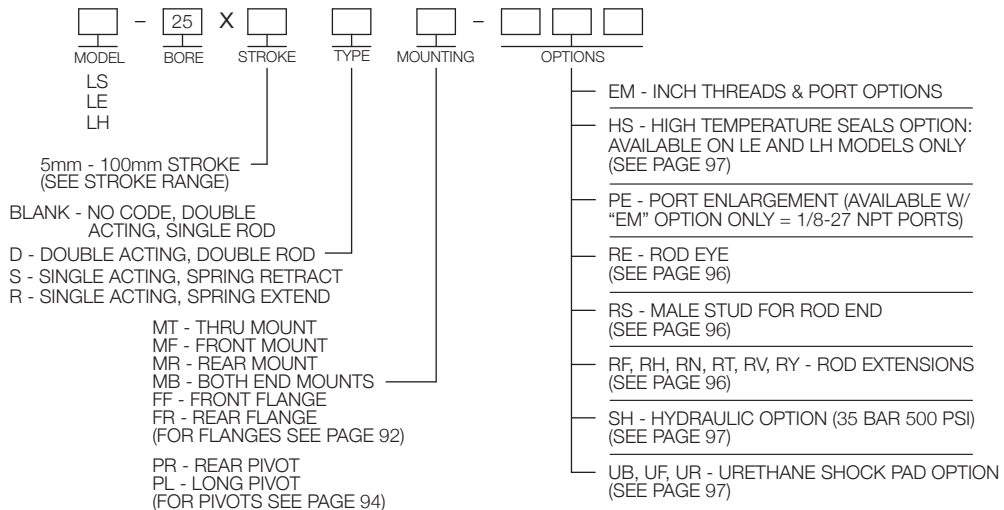 – 25 X –
MODEL BORE STROKE TYPE MOUNTING OPTIONS
LS
LE
LH
5mm - 100mm STROKE
(SEE STROKE RANGE)
BLANK - NO CODE, DOUBLE
ACTING, SINGLE ROD
D - DOUBLE ACTING, DOUBLE ROD
S - SINGLE ACTING, SPRING RETRACT
R - SINGLE ACTING, SPRING EXTEND
MT - THRU MOUNT
MF - FRONT MOUNT
MR - REAR MOUNT
MB - BOTH END MOUNTS
FF - FRONT FLANGE
FR - REAR FLANGE
(FOR FLANGES SEE PAGE 92)
PR - REAR PIVOT
PL - LONG PIVOT
(FOR PIVOTS SEE PAGE 94)
EM - INCH THREADS & PORT OPTIONS
HS - HIGH TEMPERATURE SEALS OPTION:
AVAILABLE ON LE AND LH MODELS ONLY
(SEE PAGE 97)
PE - PORT ENLARGEMENT (AVAILABLE W/
“EM” OPTION ONLY = 1/8-27 NPT PORTS)
RE - ROD EYE
(SEE PAGE 96)
RS - MALE STUD FOR ROD END
(SEE PAGE 96)
RF, RH, RN, RT, RV, RY - ROD EXTENSIONS
(SEE PAGE 96)
SH - HYDRAULIC OPTION (35 BAR 500 PSI)
(SEE PAGE 97)
UB, UF, UR - URETHANE SHOCK PAD OPTION
(SEE PAGE 97)